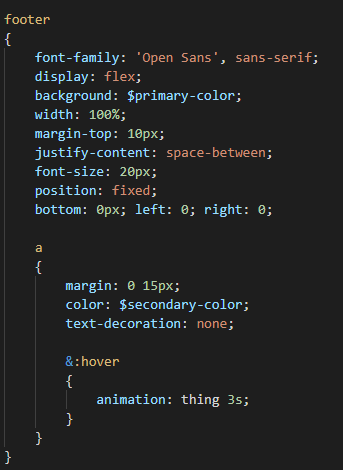 footer
{
font-family: 'Open Sans', sans-serif;
display: flex;
background: $primary-color;
width: 100%;
margin-top: 10px;
justify-content: space-between;
font-size: 20px;
position: fixed;
bottom: 0px; left: 0; right: 0;
a
{
margin: 0 15px;
color: $secondary-color;
text-decoration: none;
&:hover
{
animation: thing 3s;
}
}
}